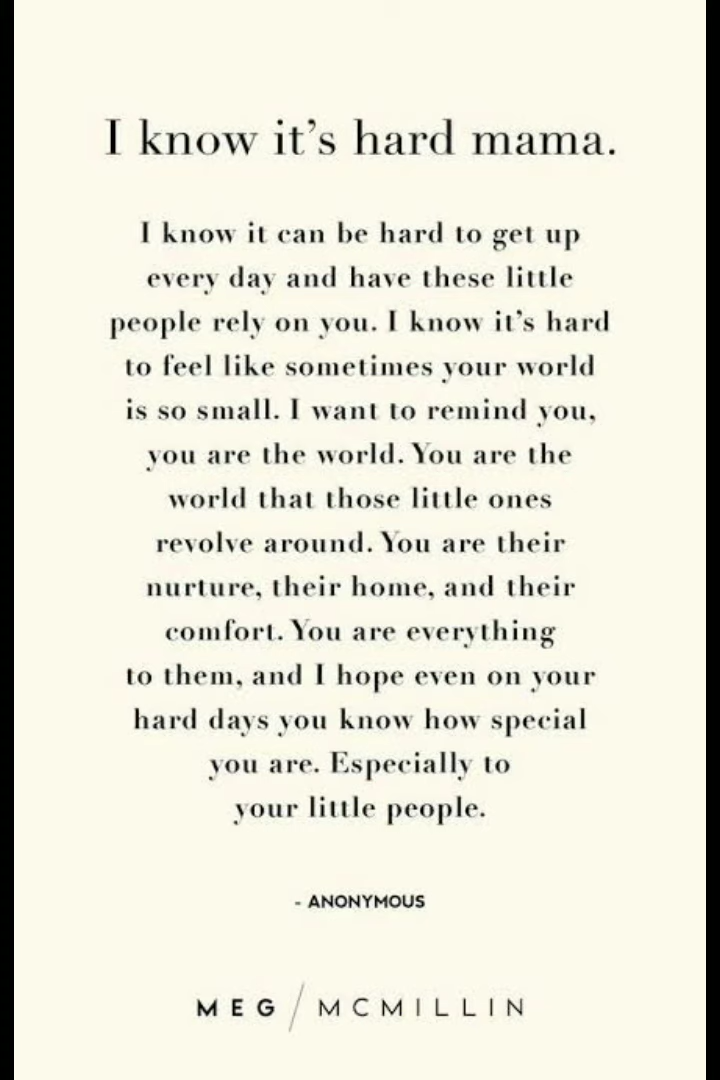 I know it's hard mama.
I know it can be hard to get up
every day and have these little
people rely on you. I know it's hard
to feel like sometimes your world
is so small. I want to remind you,
you are the world. You are the
world that those little ones
revolve around. You are their
nurture, their home, and their
comfort. You are everything
to them, and I hope even on your
hard days you know how special
you are. Especially to
your little people.
- ANONYMOUS
MEG / MCMILLIN